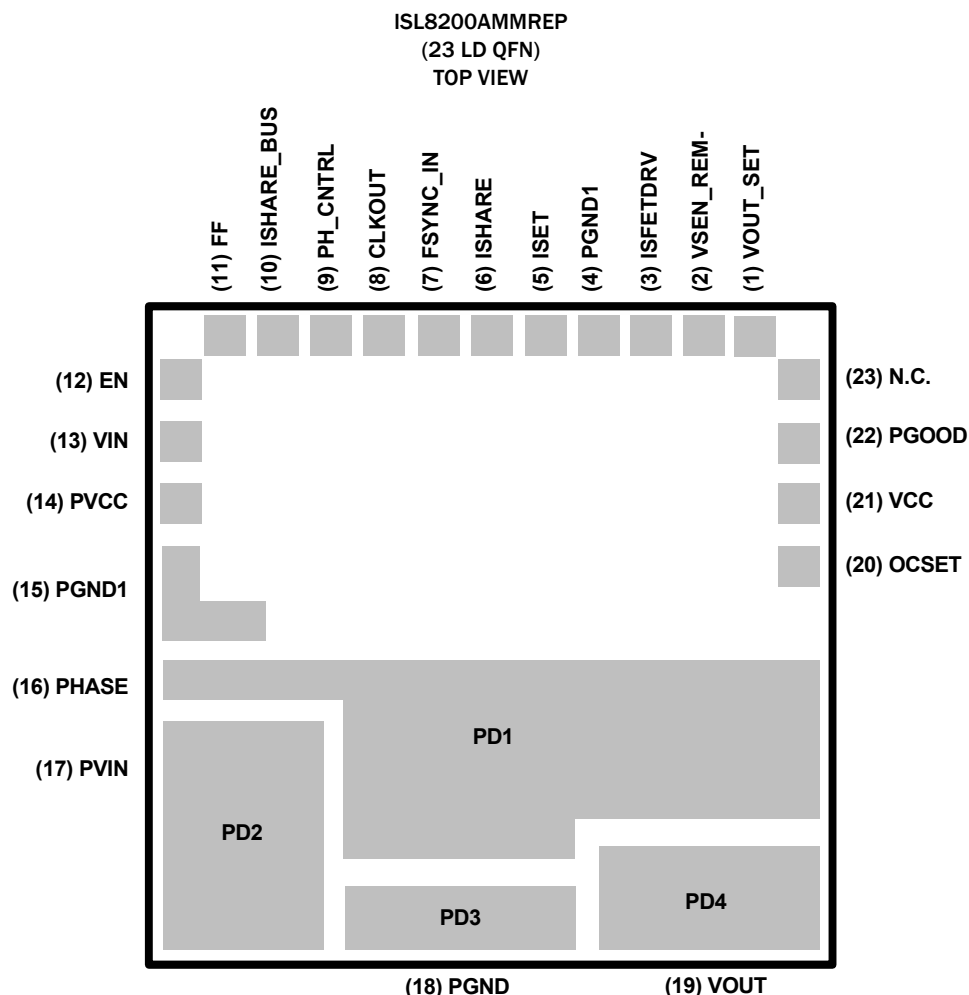 ISL8200AMMREP
(23 LD QFN)
TOP VIEW
(11) FF
(10) ISHARE_BUS
(9) PH_CNTRL
(8) CLKOUT
(7) FSYNC_IN
(6) ISHARE
(5) ISET
(4) PGND1
(3) ISFETDRV
(2) VSEN_REM-
(1) VOUT_SET
(12) EN
(23) N.C.
(13) VIN
(22) PGOOD
(14) PVCC
(21) VCC
(20) OCSET
(15) PGND1
(16) PHASE
PD1
(17) PVIN
PD2
PD3
PD4
(18) PGND
(19) VOUT